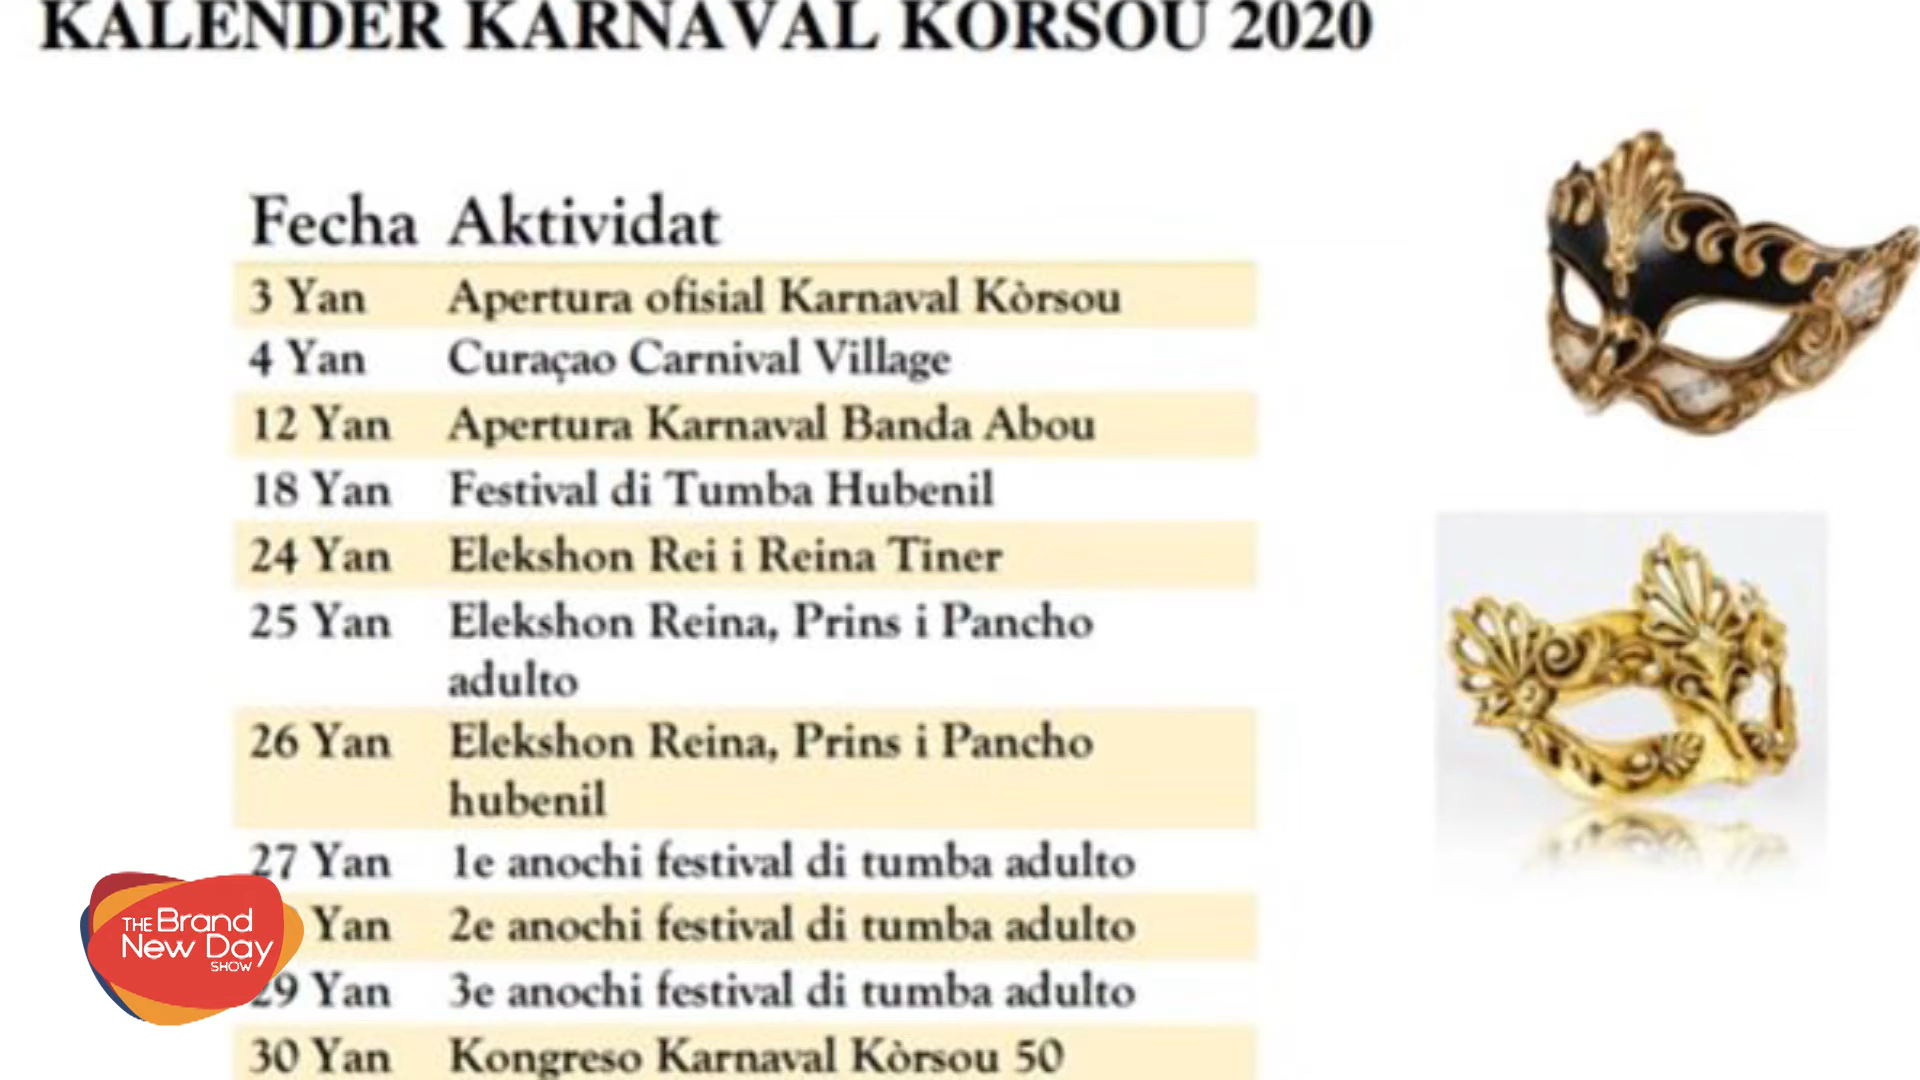 KALENDER KARNAVAL KORSOU 2020
Fecha Aktividat
3 Yan Apertura ofisial Karnaval Kòrsou
4 Yan Curaçao Carnival Village
12 Yan Apertura Karnaval Banda Abou
18 Yan Festival di Tumba Hubenil
24 Yan Elekshon Rei i Reina Tiner
25 Yan Elekshon Reina, Prins i Pancho
adulto
26 Yan Elekshon Reina, Prins i Pancho
hubenil
27 Yan 1e anochi festival di tumba adulto
Yan 2e anochi festival di tumba adulto
29 Yan 3e anochi festival di tumba adulto
30 Yan Kongreso Karnaval Kòrsou 50
THE Brand
New Day
SHOW